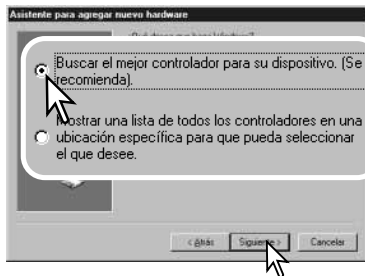 Asistente para agregar nuevo hardware
Buscar el mejor controlador para su dispositivo. (Se
recomienda).
Mostrar una lista de todos los controladores en una
ubicación específica para que pueda seleccionar
el que desee.
< Atrás Siguiente > Cancelar